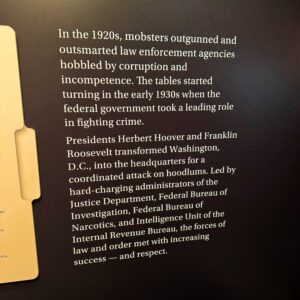 In the 1920s, mobsters outgunned and
outsmarted law enforcement agencies
hobbled by corruption and
incompetence. The tables started
turning in the early 1930s when the
federal government took a leading role
in fighting crime.
Presidents Herbert Hoover and Franklin
Roosevelt transformed Washington,
D.C., into the headquarters for a
coordinated attack on hoodlums. Led by
hard-charging administrators of the
Justice Department, Federal Bureau of
Investigation, Federal Bureau of
Narcotics, and Intelligence Unit of the
Internal Revenue Bureau, the forces of
law and order met with increasing
success — and respect.